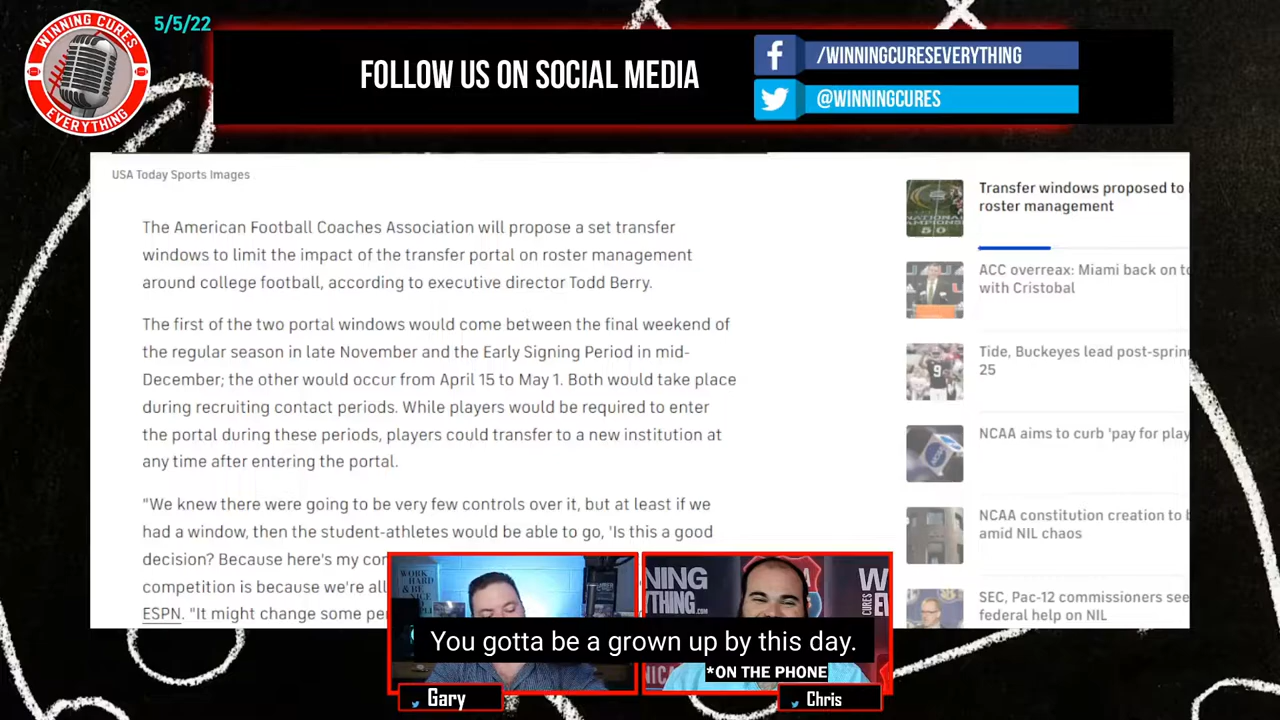 WINNING CURES
EVERYTHING
5/5/22
FOLLOW US ON SOCIAL MEDIA
/WINNINGCURESEVERYTHING
@WINNINGCURES
USA Today Sports Images
The American Football Coaches Association will propose a set transfer
windows to limit the impact of the transfer portal on roster management
around college football, according to executive director Todd Berry.
The first of the two portal windows would come between the final weekend of
the regular season in late November and the Early Signing Period in mid-
December; the other would occur from April 15 to May 1. Both would take place
during recruiting contact periods. While players would be required to enter
the portal during these periods, players could transfer to a new institution at
any time after entering the portal.
“We knew there were going to be very few controls over it, but at least if we
had a window, then the student-athletes would be able to go, 'Is this a good
decision? Because here's my
competition is because we're all
ESPN. "It might change some
Transfer windows proposed to
roster management
ACC overreax: Miami back on
with Cristobal
Tide, Buckeyes lead post-spring
25
NCAA aims to curb 'pay for play
NCAA constitution creation to
amid NIL chaos
SEC, Pac-12 commissioners see
federal help on NIL
WORK
HARD
& BE
You gotta be a grown up by this day.
*ON THE PHONE
Gary
Chris